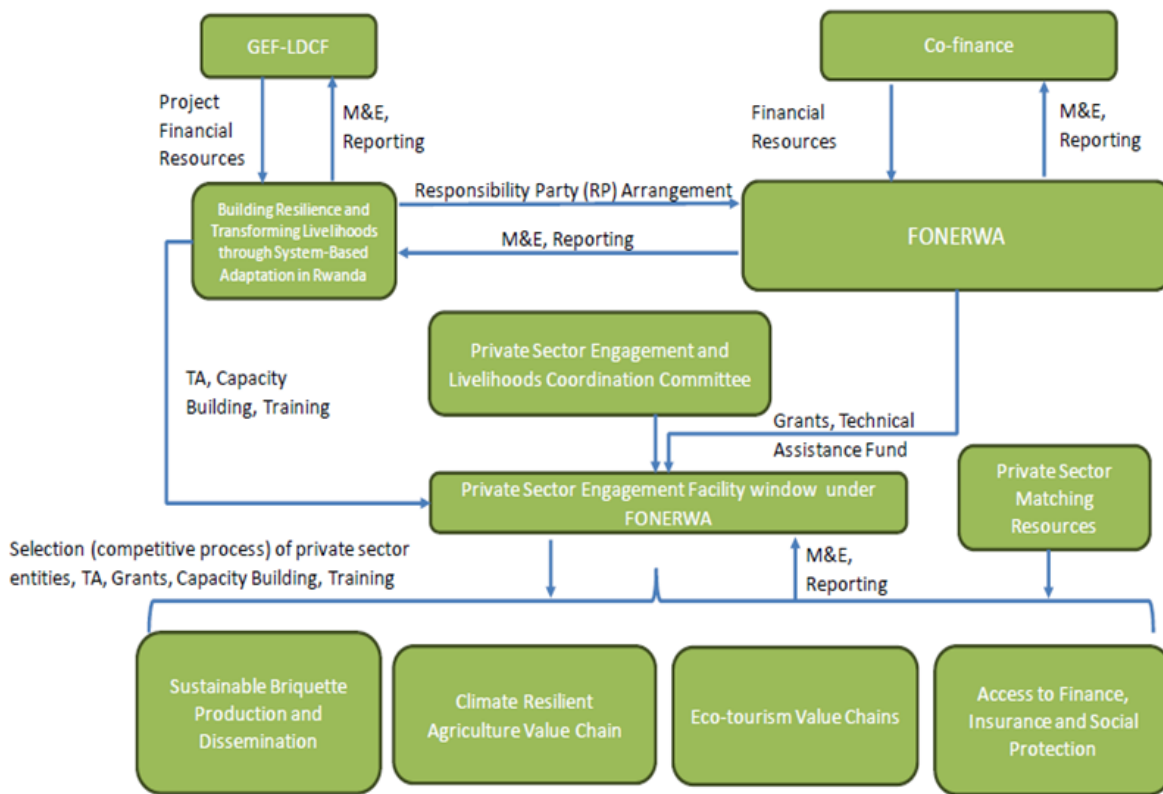 GEF-LDCF
Co-finance
Project
Financial
Resources
M&E,
Reporting
Financial
Resources
M&E,
Reporting
Building Resilience and
Transforming Livelihoods
through System-Based
Adaptation in Rwanda
Responsibility Party (RP) Arrangement
M&E, Reporting
FONERWA
Private Sector Engagement and
Livelihoods Coordination Committee
TA, Capacity
Building, Training
Grants, Technical
Assistance Fund
Private Sector Engagement Facility window under
FONERWA
Private Sector
Matching
Resources
Selection (competitive process) of private sector
entities, TA, Grants, Capacity Building, Training
M&E,
Reporting
Sustainable Briquette
Production and
Dissemination
Climate Resilient
Agriculture Value Chain
Eco-tourism Value Chains
Access to Finance,
Insurance and Social
Protection